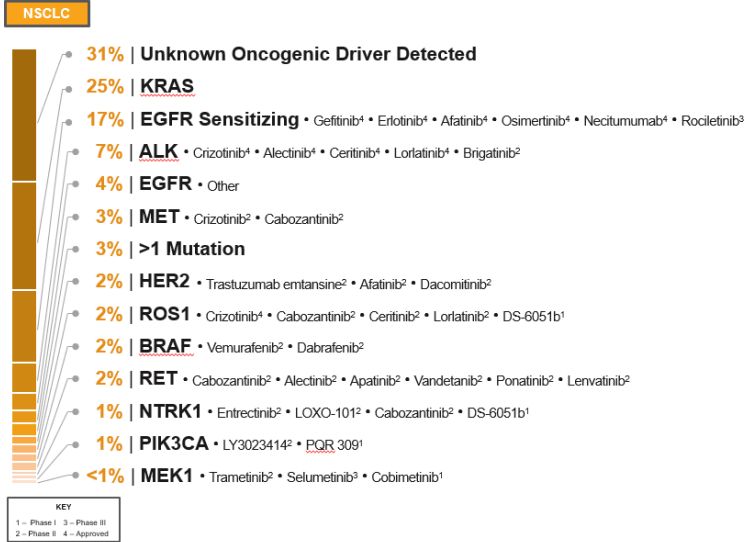 NSCLC
31% | Unknown Oncogenic Driver Detected
25% | KRAS
17% | EGFR Sensitizing • Gefitinib⁴ • Erlotinib⁴ • Afatinib⁴ • Osimertinib⁴ • Necitumumab⁴ • Rociletinib³
7% | ALK • Crizotinib⁴ • Alectinib⁴ • Ceritinib⁴ • Lorlatinib⁴ • Brigatinib²
4% | EGFR • Other
3% | MET • Crizotinib² • Cabozantinib²
3% | >1 Mutation
2% | HER2 • Trastuzumab emtansine² • Afatinib² • Dacomitinib²
2% | ROS1 • Crizotinib⁴ • Cabozantinib² • Ceritinib² • Lorlatinib² • DS-6051b¹
2% | BRAF • Vemurafenib² • Dabrafenib²
2% | RET • Cabozantinib² • Alectinib² • Apatinib² • Vandetanib² • Ponatinib² • Lenvatinib²
1% | NTRK1 • Entrectinib² • LOXO-101² • Cabozantinib² • DS-6051b¹
1% | PIK3CA • LY3023414² • PQR 309¹
<1% | MEK1 • Trametinib² • Selumetinib³ • Cobimetinib¹
KEY
1 – Phase I 3 – Phase III
2 – Phase II 4 – Approved